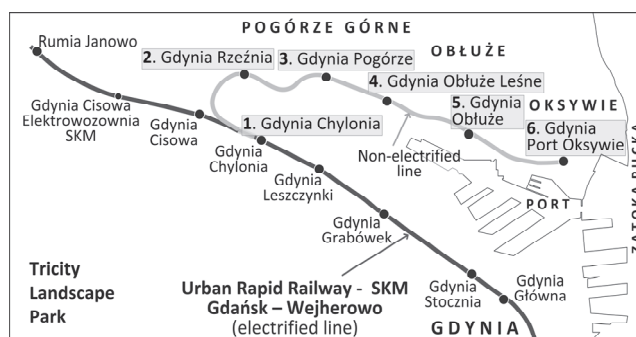 POGÓRZE GÓRNE
Rumia Janowo
2. Gdynia Rzeźnia
3. Gdynia Pogórze
OBŁUŻE
4. Gdynia Obłuże Leśne
Gdynia Cisowa
Elektrowozownia
SKM
Gdynia
Cisowa
1. Gdynia Chylonia
5. Gdynia
Obłuże
OKSYWIE
6. Gdynia
Port Oksywie
Gdynia
Chylonia
Non-electrified
line
Gdynia
Leszczynki
PORT
ZATOKA PUCKA
Gdynia
Grabówek
Tricity
Landscape
Park
Urban Rapid Railway - SKM
Gdańsk – Wejherowo
(electrified line)
Gdynia
Stocznia
Gdynia
Główna
GDYNIA